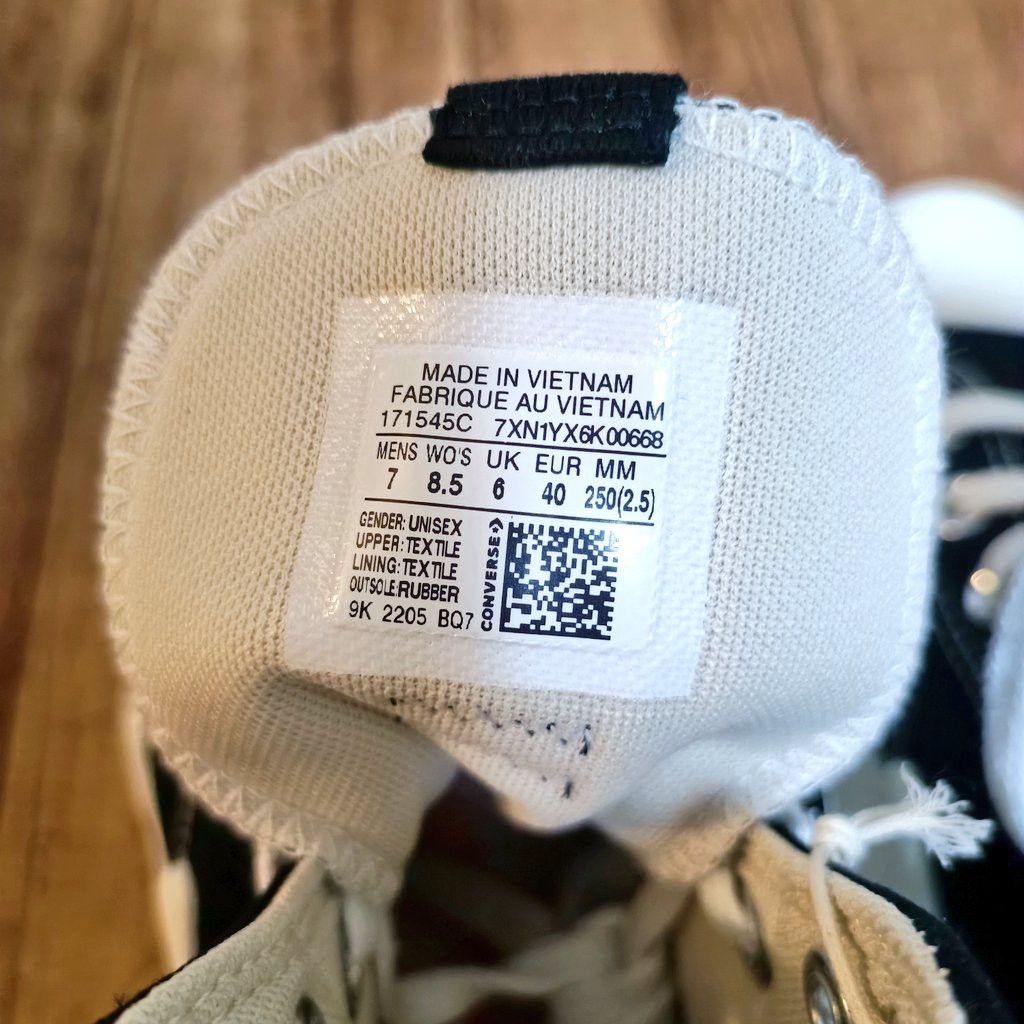 MADE IN VIETNAM
FABRIQUE AU VIETNAM
171545C 7XN1YX6K00668
MENS WO'S UK EUR MM
7 8.5 6 40 250(2.5)
GENDER: UNISEX
UPPER: TEXTILE
LINING: TEXTILE
OUTSOLE: RUBBER
9K 2205 BQ7
CONVERSE